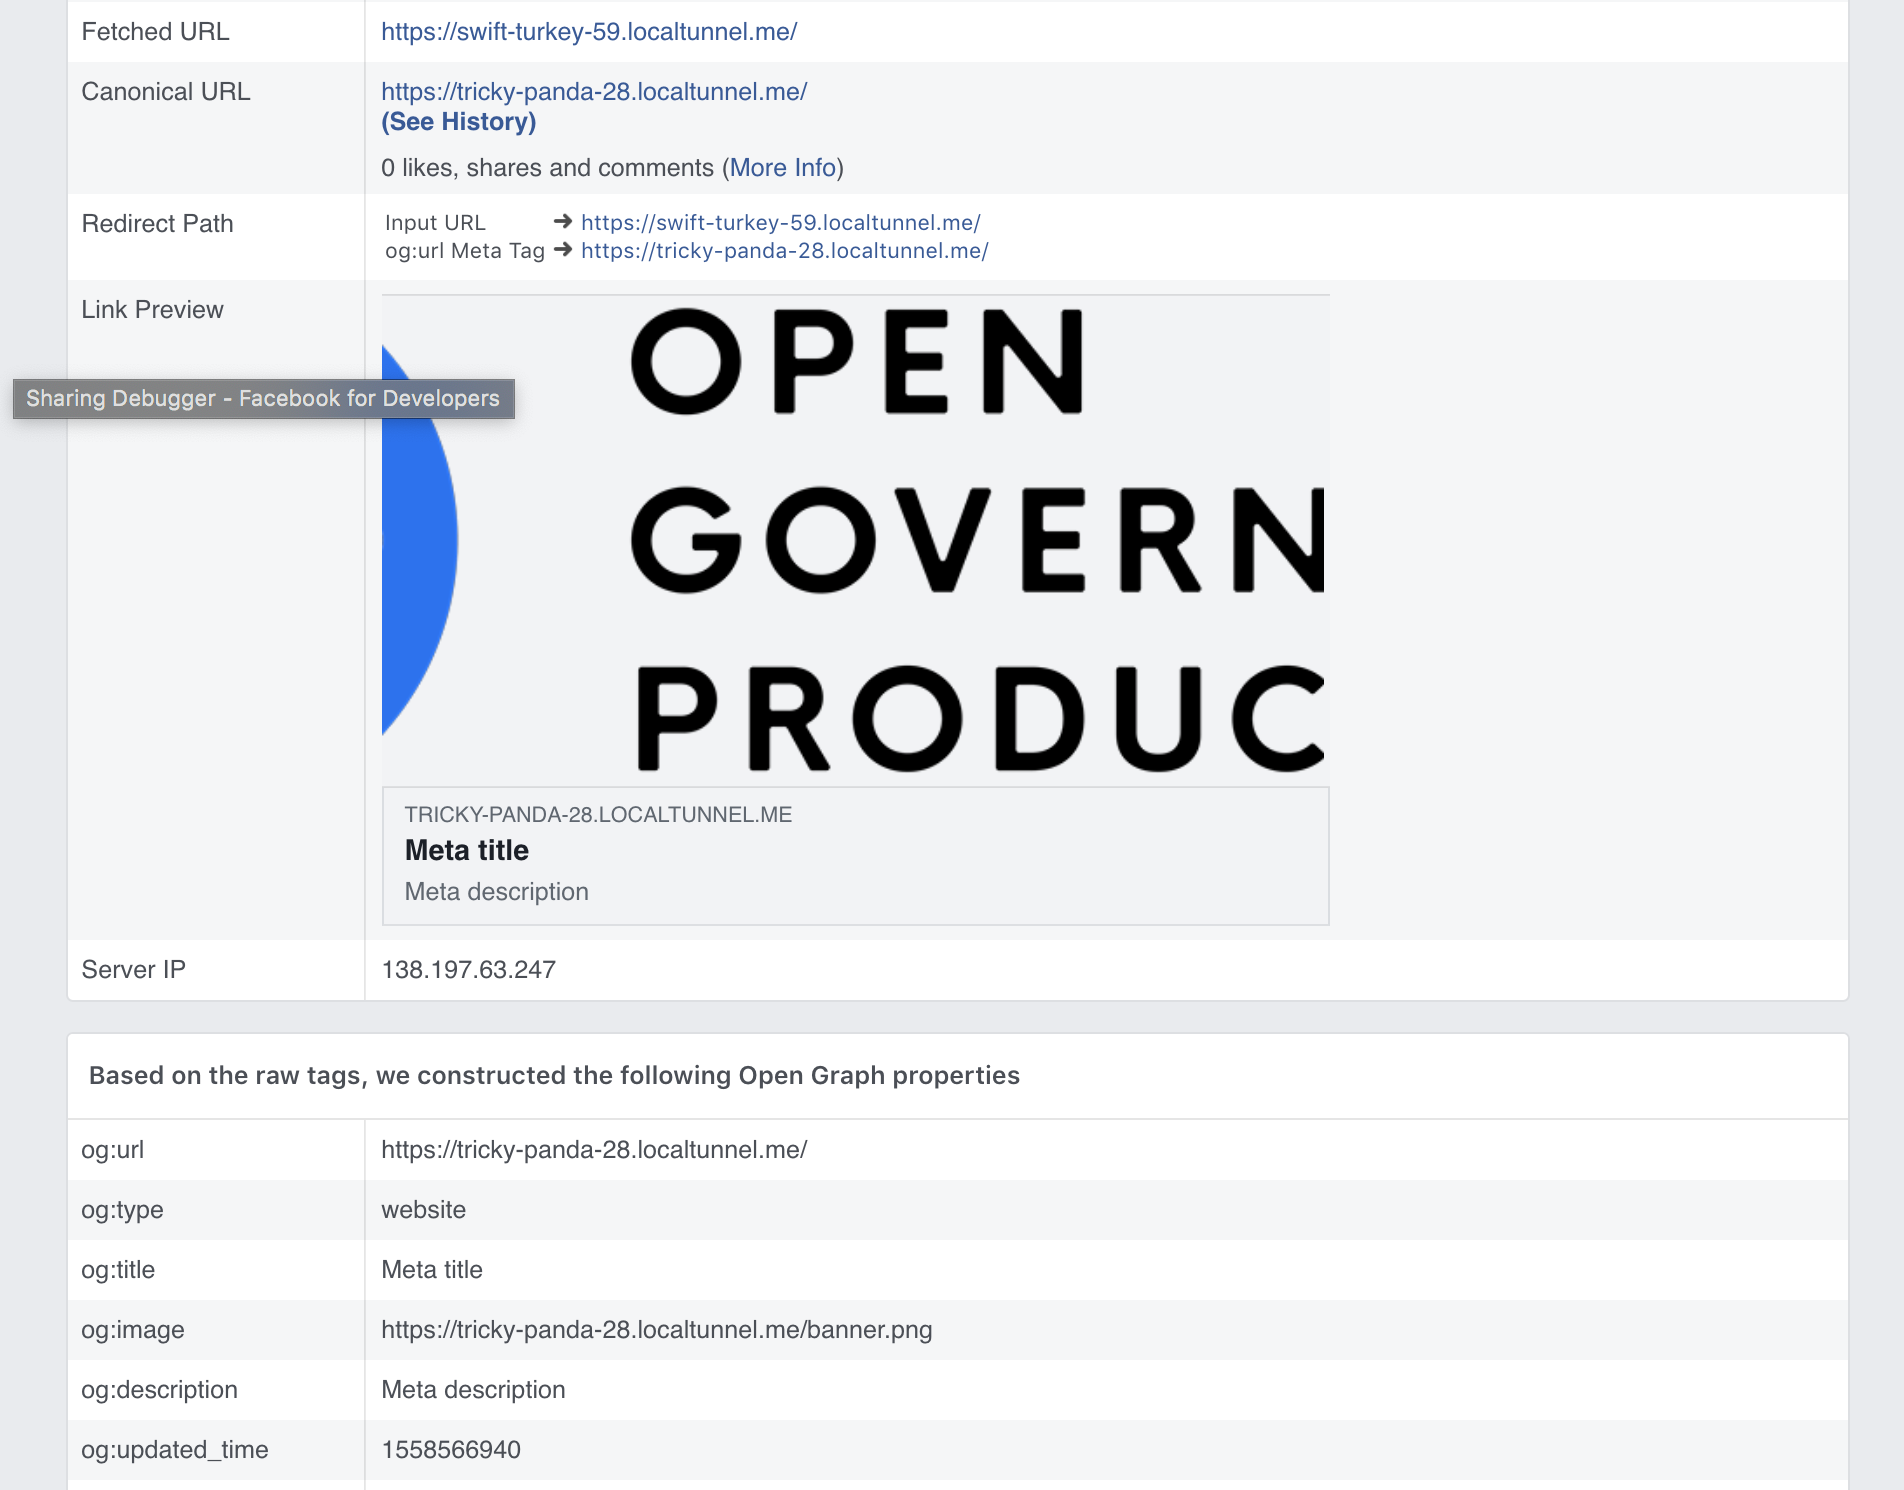 Fetched URL
https://swift-turkey-59.localtunnel.me/
Canonical URL
https://tricky-panda-28.localtunnel.me/
(See History)
0 likes, shares and comments (More Info)
Redirect Path
Input URL ➔ https://swift-turkey-59.localtunnel.me/
og:url Meta Tag ➔ https://tricky-panda-28.localtunnel.me/
Link Preview
Sharing Debugger - Facebook for Developers
OPEN
GOVERN
PRODUC
TRICKY-PANDA-28.LOCALTUNNEL.ME
Meta title
Meta description
Server IP
138.197.63.247
Based on the raw tags, we constructed the following Open Graph properties
og:url
https://tricky-panda-28.localtunnel.me/
og:type
website
og:title
Meta title
og:image
https://tricky-panda-28.localtunnel.me/banner.png
og:description
Meta description
og:updated_time
1558566940